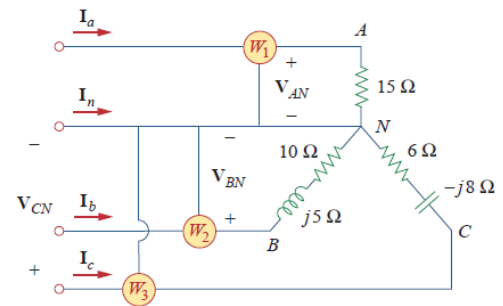 I_a
A
W_1
+
V_AN
−
15 Ω
I_n
−
−
N
10 Ω
6 Ω
V_BN
−j8 Ω
V_CN
I_b
+
j5 Ω
W_2
B
C
+
I_c
W_3